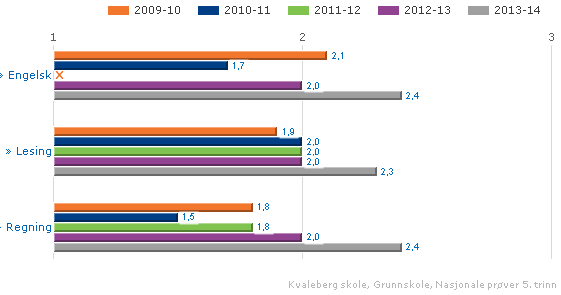 2009-10 2010-11 2011-12 2012-13 2013-14
1 2 3
2,1
1,7
» Engelsk
2,0
2,4
1,9
2,0
» Lesing 2,0
2,0
2,3
1,8
1,5
Regning 1,8
2,0
2,4
Kvaleberg skole, Grunnskole, Nasjonale prøver 5. trinn